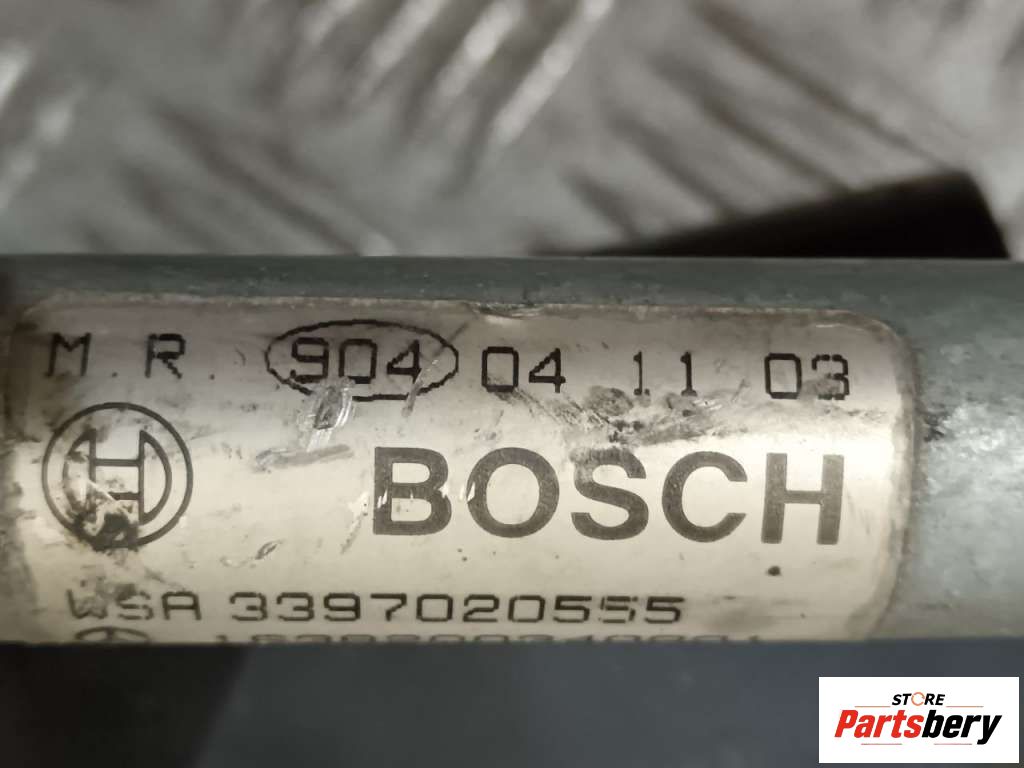 M.R. 904 04 11 03
BOSCH
WSA 3397020555
STORE
Partsbery